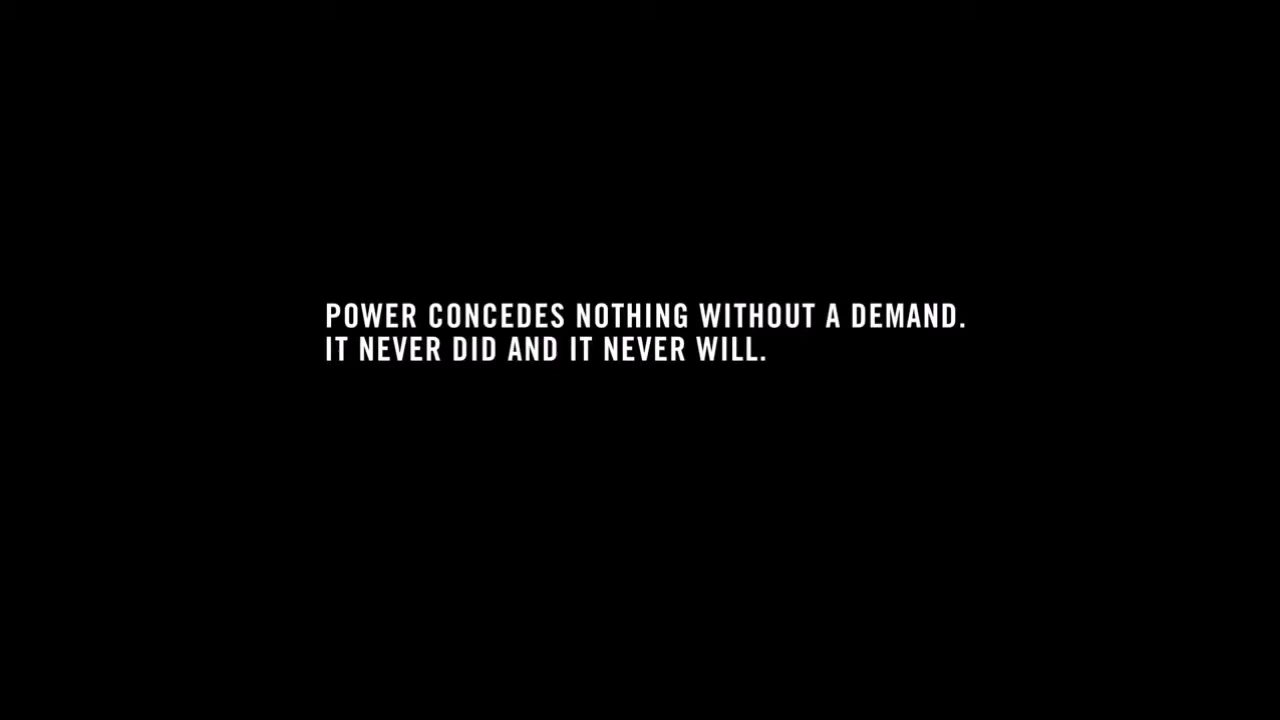 POWER CONCEDES NOTHING WITHOUT A DEMAND.
IT NEVER DID AND IT NEVER WILL.